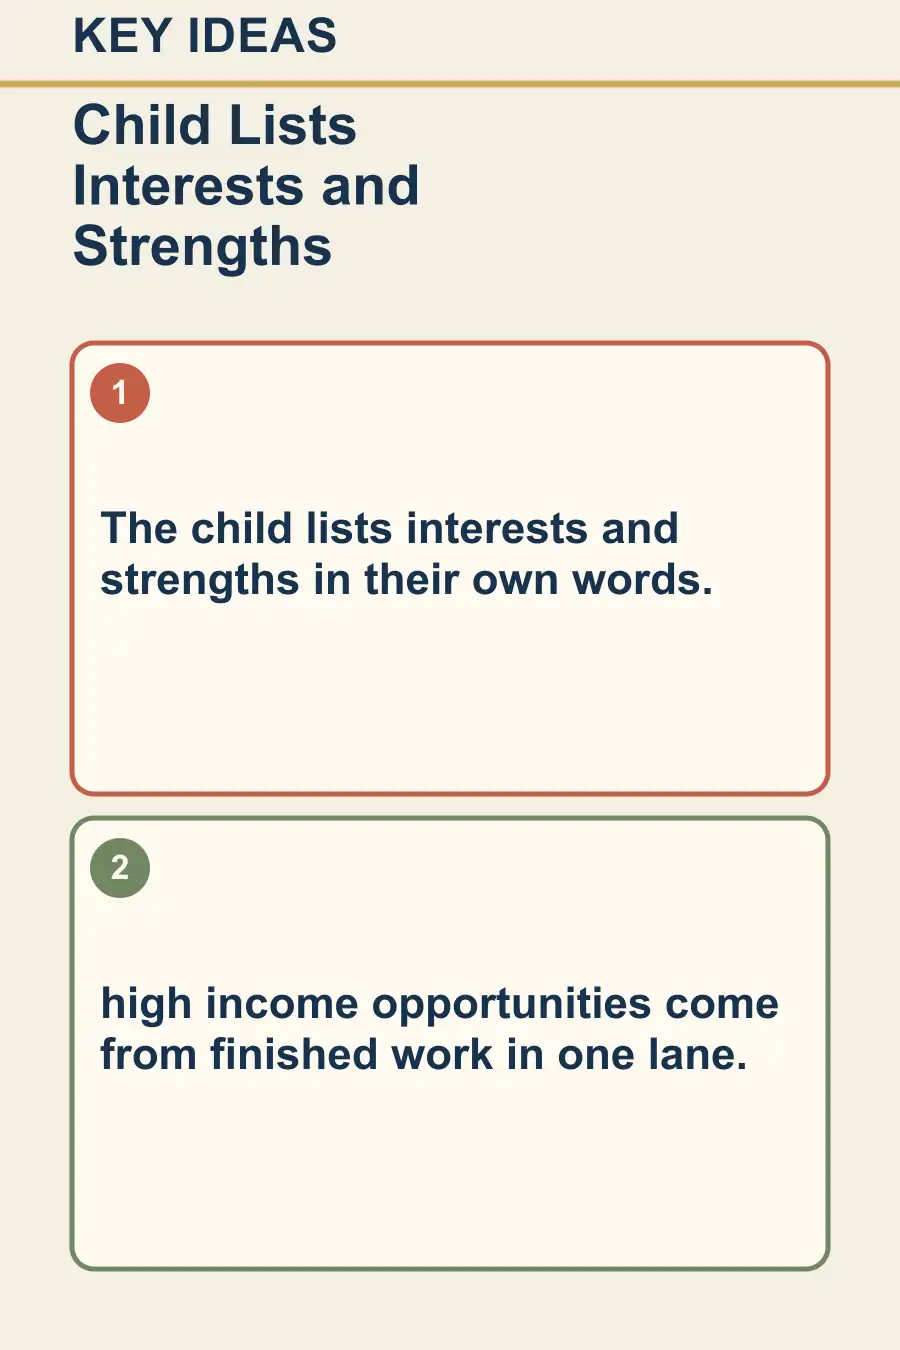 KEY IDEAS
Child Lists
Interests and
Strengths
1
The child lists interests and
strengths in their own words.
2
high income opportunities come
from finished work in one lane.